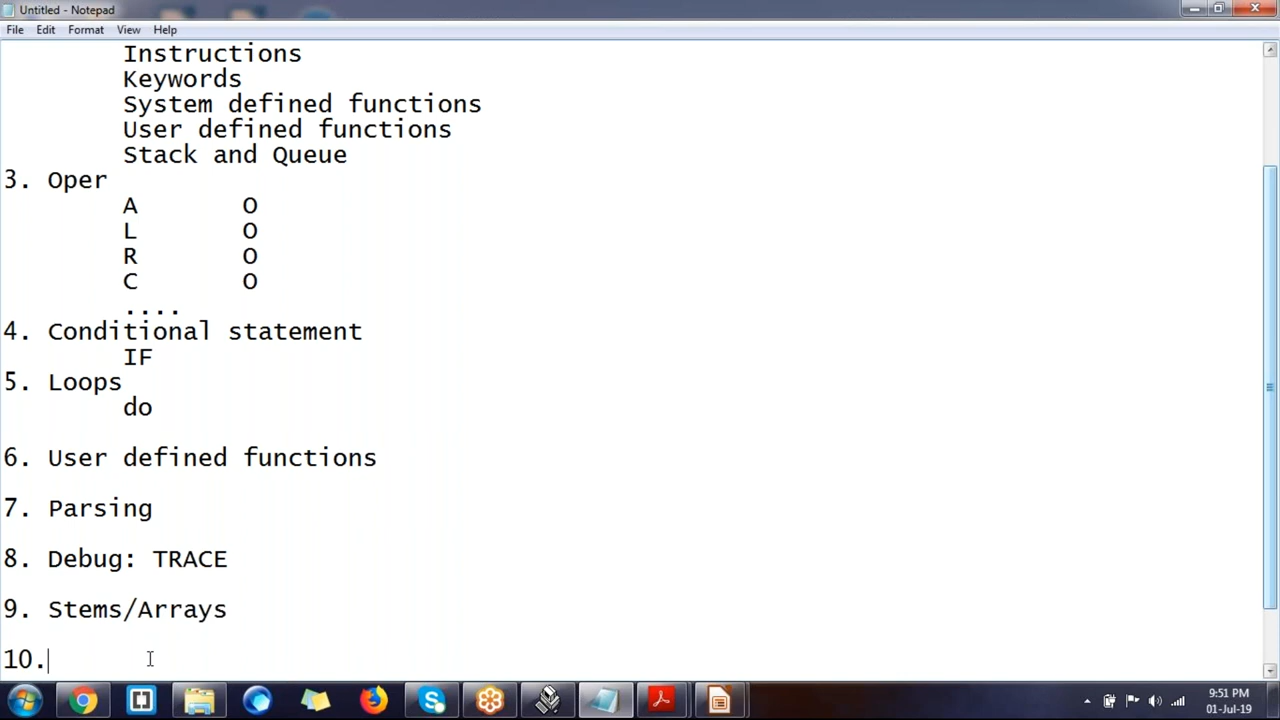 Untitled - Notepad
File Edit Format View Help
Instructions
Keywords
System defined functions
User defined functions
Stack and Queue
3. Oper
A O
L O
R O
C O
....
4. Conditional statement
IF
5. Loops
do
6. User defined functions
7. Parsing
8. Debug: TRACE
9. Stems/Arrays
10.
9:51 PM
01-Jul-19